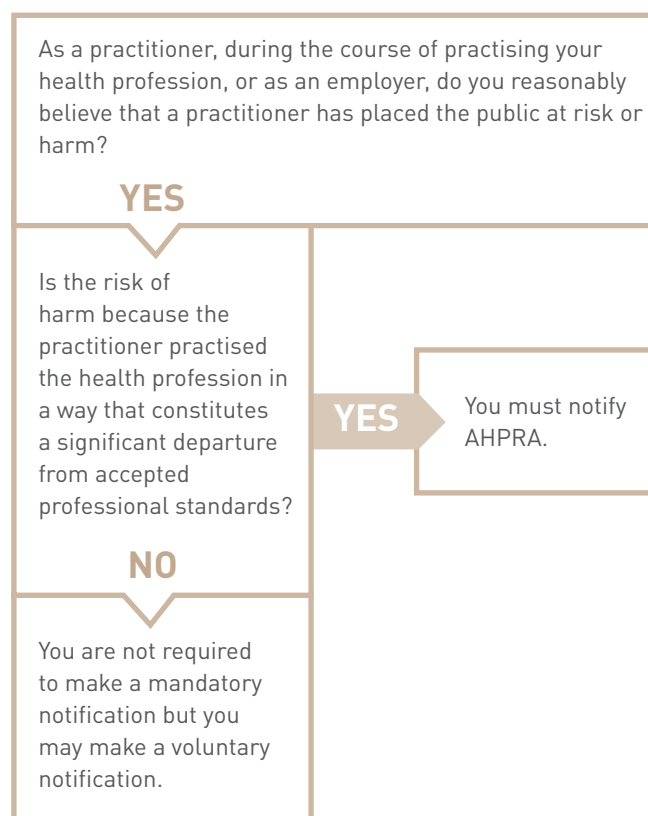 As a practitioner, during the course of practising your
health profession, or as an employer, do you reasonably
believe that a practitioner has placed the public at risk or
harm?
YES
Is the risk of
harm because the
practitioner practised
the health profession in
a way that constitutes
a significant departure
from accepted
professional standards?
YES
You must notify
AHPRA.
NO
You are not required
to make a mandatory
notification but you
may make a voluntary
notification.